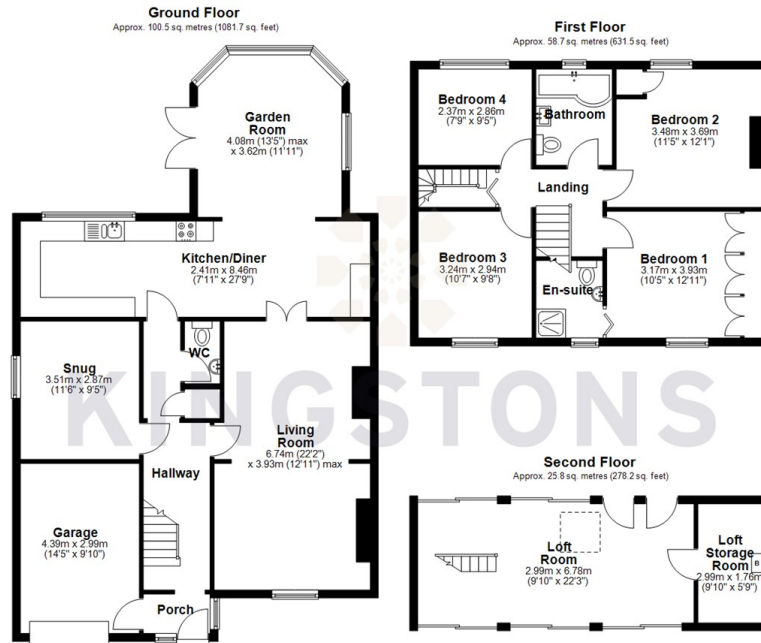 Ground Floor
Approx. 100.5 sq. metres (1081.7 sq. feet)
Garden
Room
4.08m (13'5") max
x 3.62m (11'11")
Kitchen/Diner
2.41m x 8.46m
(7'11" x 27'9")
Snug
3.51m x 2.87m
(11'6" x 9'5")
WC
Living
Room
6.74m (22'2")
x 3.93m (12'11") max
Hallway
Garage
4.39m x 2.99m
(14'5" x 9'10")
Porch
First Floor
Approx. 58.7 sq. metres (631.5 sq. feet)
Bedroom 4
2.37m x 2.86m
(7'9" x 9'5")
Bathroom
Bedroom 2
3.48m x 3.69m
(11'5" x 12'1")
Landing
Bedroom 3
3.24m x 2.94m
(10'7" x 9'8")
En-suite
Bedroom 1
3.17m x 3.93m
(10'5" x 12'11")
KINGSTONS
Second Floor
Approx. 25.8 sq. metres (278.2 sq. feet)
Loft
Room
2.99m x 6.78m
(9'10" x 22'3")
Loft
Storage
Room
2.99m x 1.76m
(9'10" x 5'9")
B